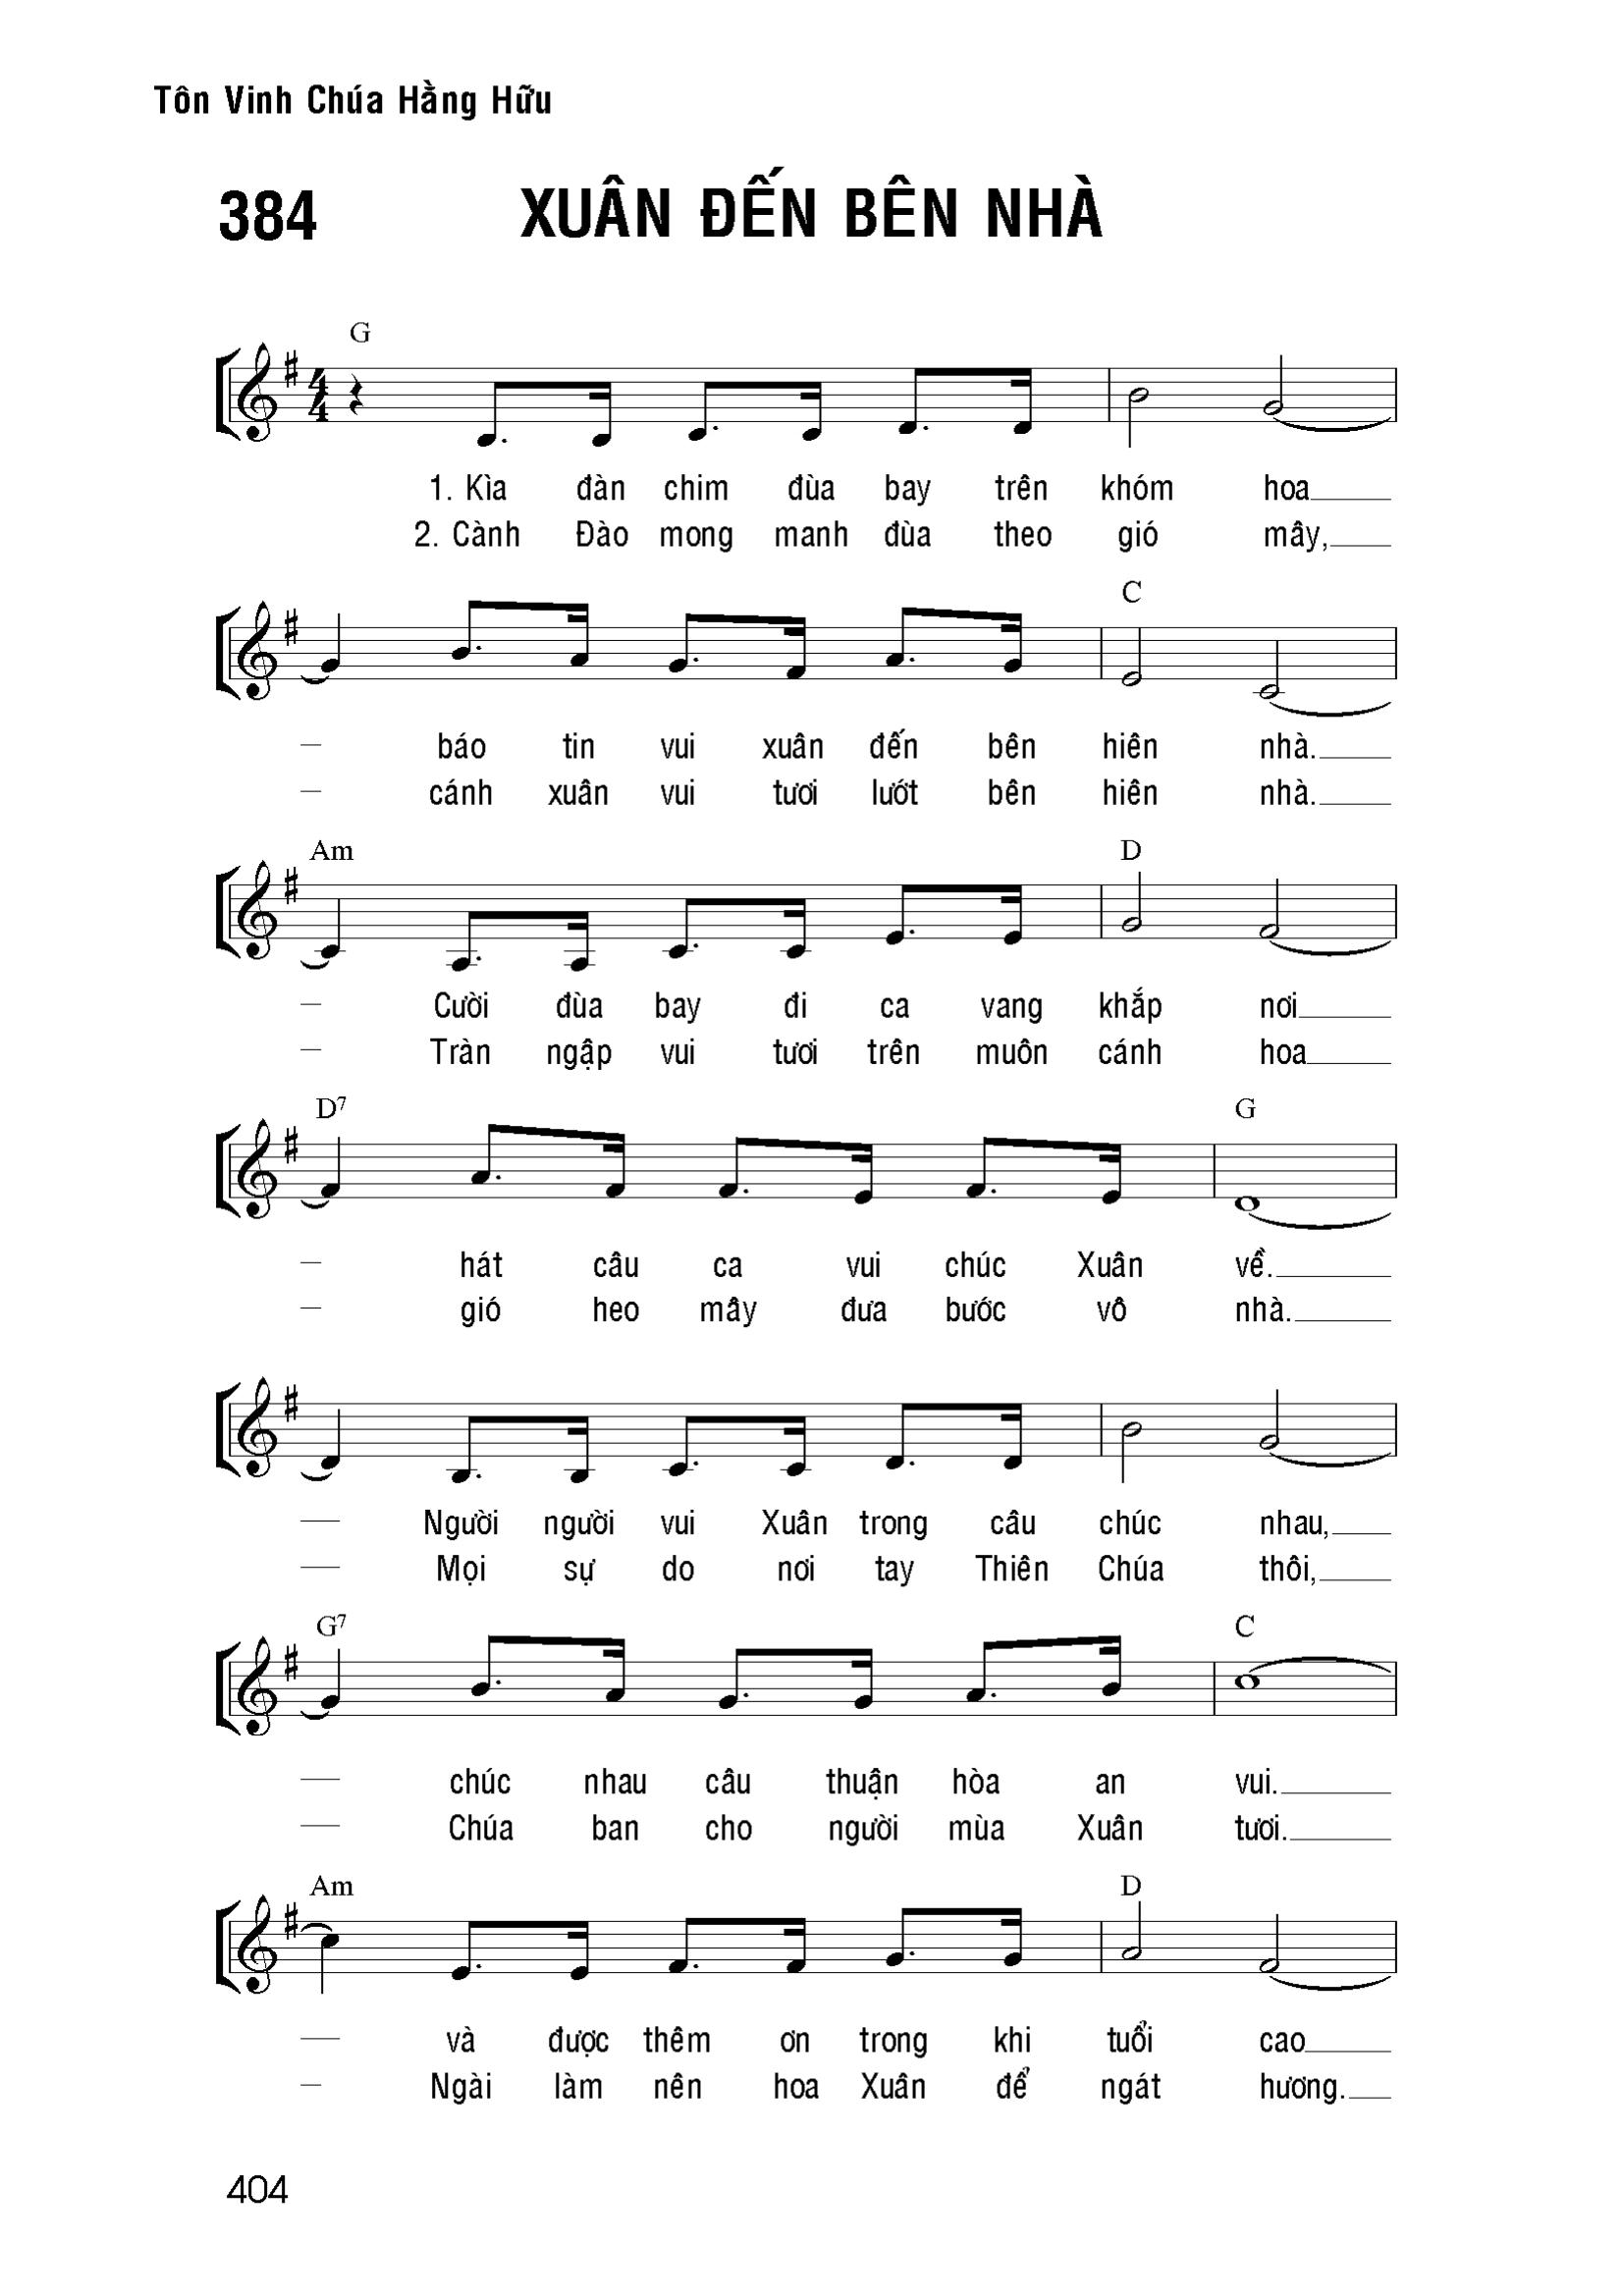 Tôn Vinh Chúa Hằng Hữu
384 XUÂN ĐẾN BÊN NHÀ
G
4
4
1. Kìa đàn chim đùa bay trên khóm hoa
2. Cành Đào mong manh đùa theo gió mây,
C
báo tin vui xuân đến bên hiên nhà.
cánh xuân vui tươi lướt bên hiên nhà.
Am D
Cười đùa bay đi ca vang khắp nơi
Tràn ngập vui tươi trên muôn cánh hoa
D7 G
hát câu ca vui chúc Xuân về.
gió heo mây đưa bước vô nhà.
Người người vui Xuân trong câu chúc nhau,
Mọi sự do nơi tay Thiên Chúa thôi,
G7 C
chúc nhau câu thuận hòa an vui.
Chúa ban cho người mùa Xuân tươi.
Am D
và được thêm ơn trong khi tuổi cao
Ngài làm nên hoa Xuân để ngát hương.
404